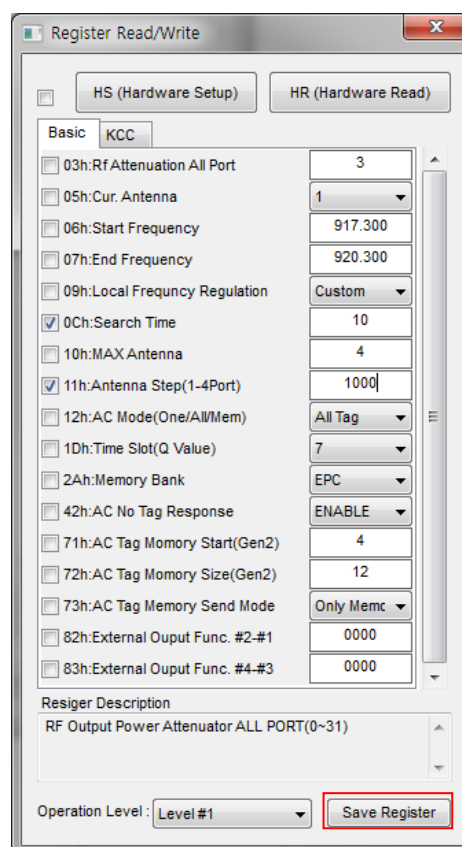 Register Read/Write
HS (Hardware Setup) HR (Hardware Read)
Basic KCC
03h:Rf Attenuation All Port 3
05h:Cur. Antenna 1
06h:Start Frequency 917.300
07h:End Frequency 920.300
09h:Local Frequncy Regulation Custom
0Ch:Search Time 10
10h:MAX Antenna 4
11h:Antenna Step(1-4Port) 1000
12h:AC Mode(One/All/Mem) All Tag
1Dh:Time Slot(Q Value) 7
2Ah:Memory Bank EPC
42h:AC No Tag Response ENABLE
71h:AC Tag Momory Start(Gen2) 4
72h:AC Tag Momory Size(Gen2) 12
73h:AC Tag Memory Send Mode Only Memc
82h:External Ouput Func. #2-#1 0000
83h:External Ouput Func. #4-#3 0000
Resiger Description
RF Output Power Attenuator ALL PORT(0~31)
Operation Level : Level #1 Save Register